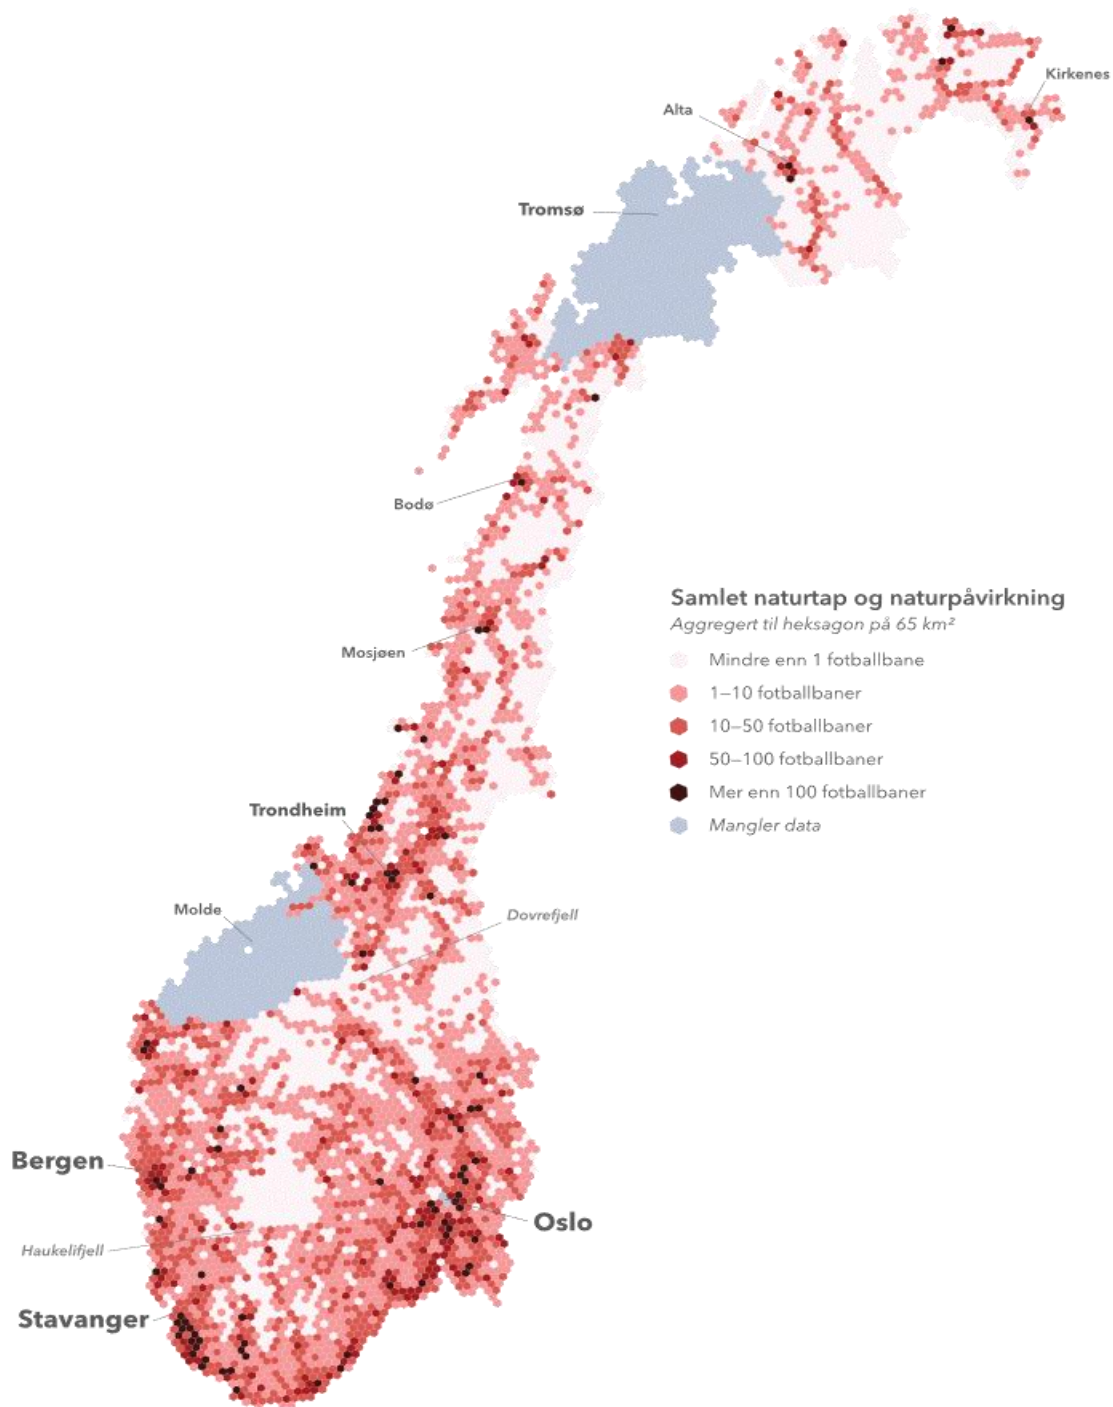 Kirkenes
Alta
Tromsø
Bodø
Samlet naturtap og naturpåvirkning
Aggregert til heksagon på 65 km²
Mindre enn 1 fotballbane
1–10 fotballbaner
10–50 fotballbaner
50–100 fotballbaner
Mer enn 100 fotballbaner
Mangler data
Mosjøen
Trondheim
Molde
Dovrefjell
Bergen
Oslo
Haukelifjell
Stavanger